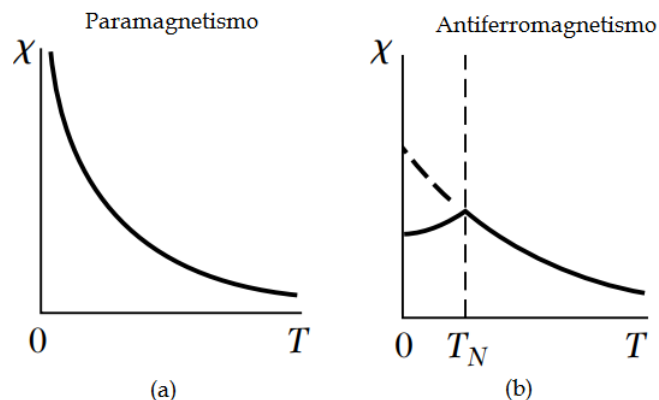 Paramagnetismo
χ
0
T
(a)
Antiferromagnetismo
χ
0
T_N
T
(b)